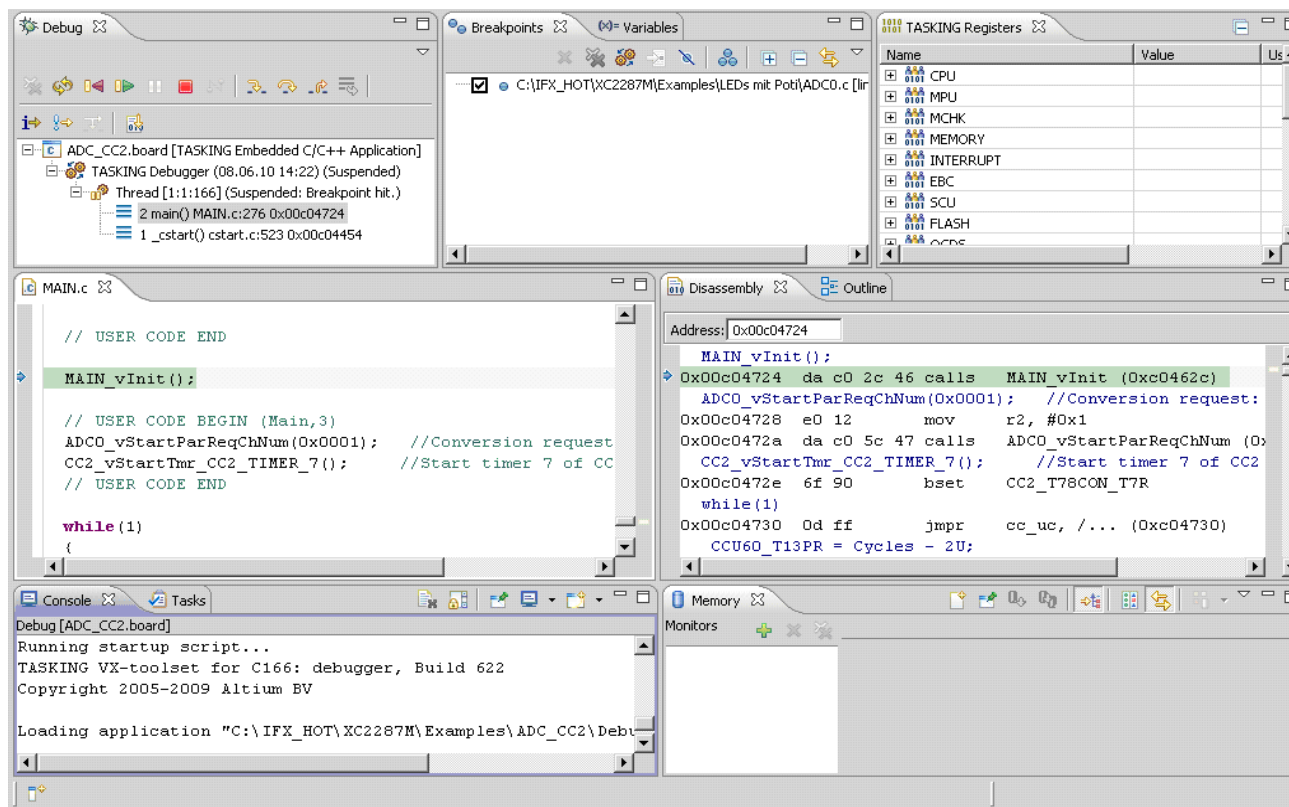 Debug
ADC_CC2.board [TASKING Embedded C/C++ Application]
TASKING Debugger (08.06.10 14:22) (Suspended)
Thread [1:1:166] (Suspended: Breakpoint hit.)
2 main() MAIN.c:276 0x00c04724
1 _cstart() cstart.c:523 0x00c04454
Breakpoints (x)= Variables
C:\IFX_HOT\XC2287M\Examples\LEDs mit Poti\ADC0.c [lin
TASKING Registers
Name Value Us
CPU
MPU
MCHK
MEMORY
INTERRUPT
EBC
SCU
FLASH
OCDS
MAIN.c
// USER CODE END
MAIN_vInit();
// USER CODE BEGIN (Main,3)
ADC0_vStartParReqChNum(0x0001); //Conversion request
CC2_vStartTmr_CC2_TIMER_7(); //Start timer 7 of CC
// USER CODE END
while(1)
{
Disassembly Outline
Address: 0x00c04724
MAIN_vInit();
0x00c04724 da c0 2c 46 calls MAIN_vInit (0xc0462c)
ADC0_vStartParReqChNum(0x0001); //Conversion request:
0x00c04728 e0 12 mov r2, #0x1
0x00c0472a da c0 5c 47 calls ADC0_vStartParReqChNum (0x
CC2_vStartTmr_CC2_TIMER_7(); //Start timer 7 of CC2
0x00c0472e 6f 90 bset CC2_T78CON_T7R
while(1)
0x00c04730 0d ff jmpr cc_uc, /... (0xc04730)
CCU60_T13PR = Cycles - 2U;
Console Tasks
Debug [ADC_CC2.board]
Running startup script...
TASKING VX-toolset for C166: debugger, Build 622
Copyright 2005-2009 Altium BV
Loading application "C:\IFX_HOT\XC2287M\Examples\ADC_CC2\Debu
Memory
Monitors